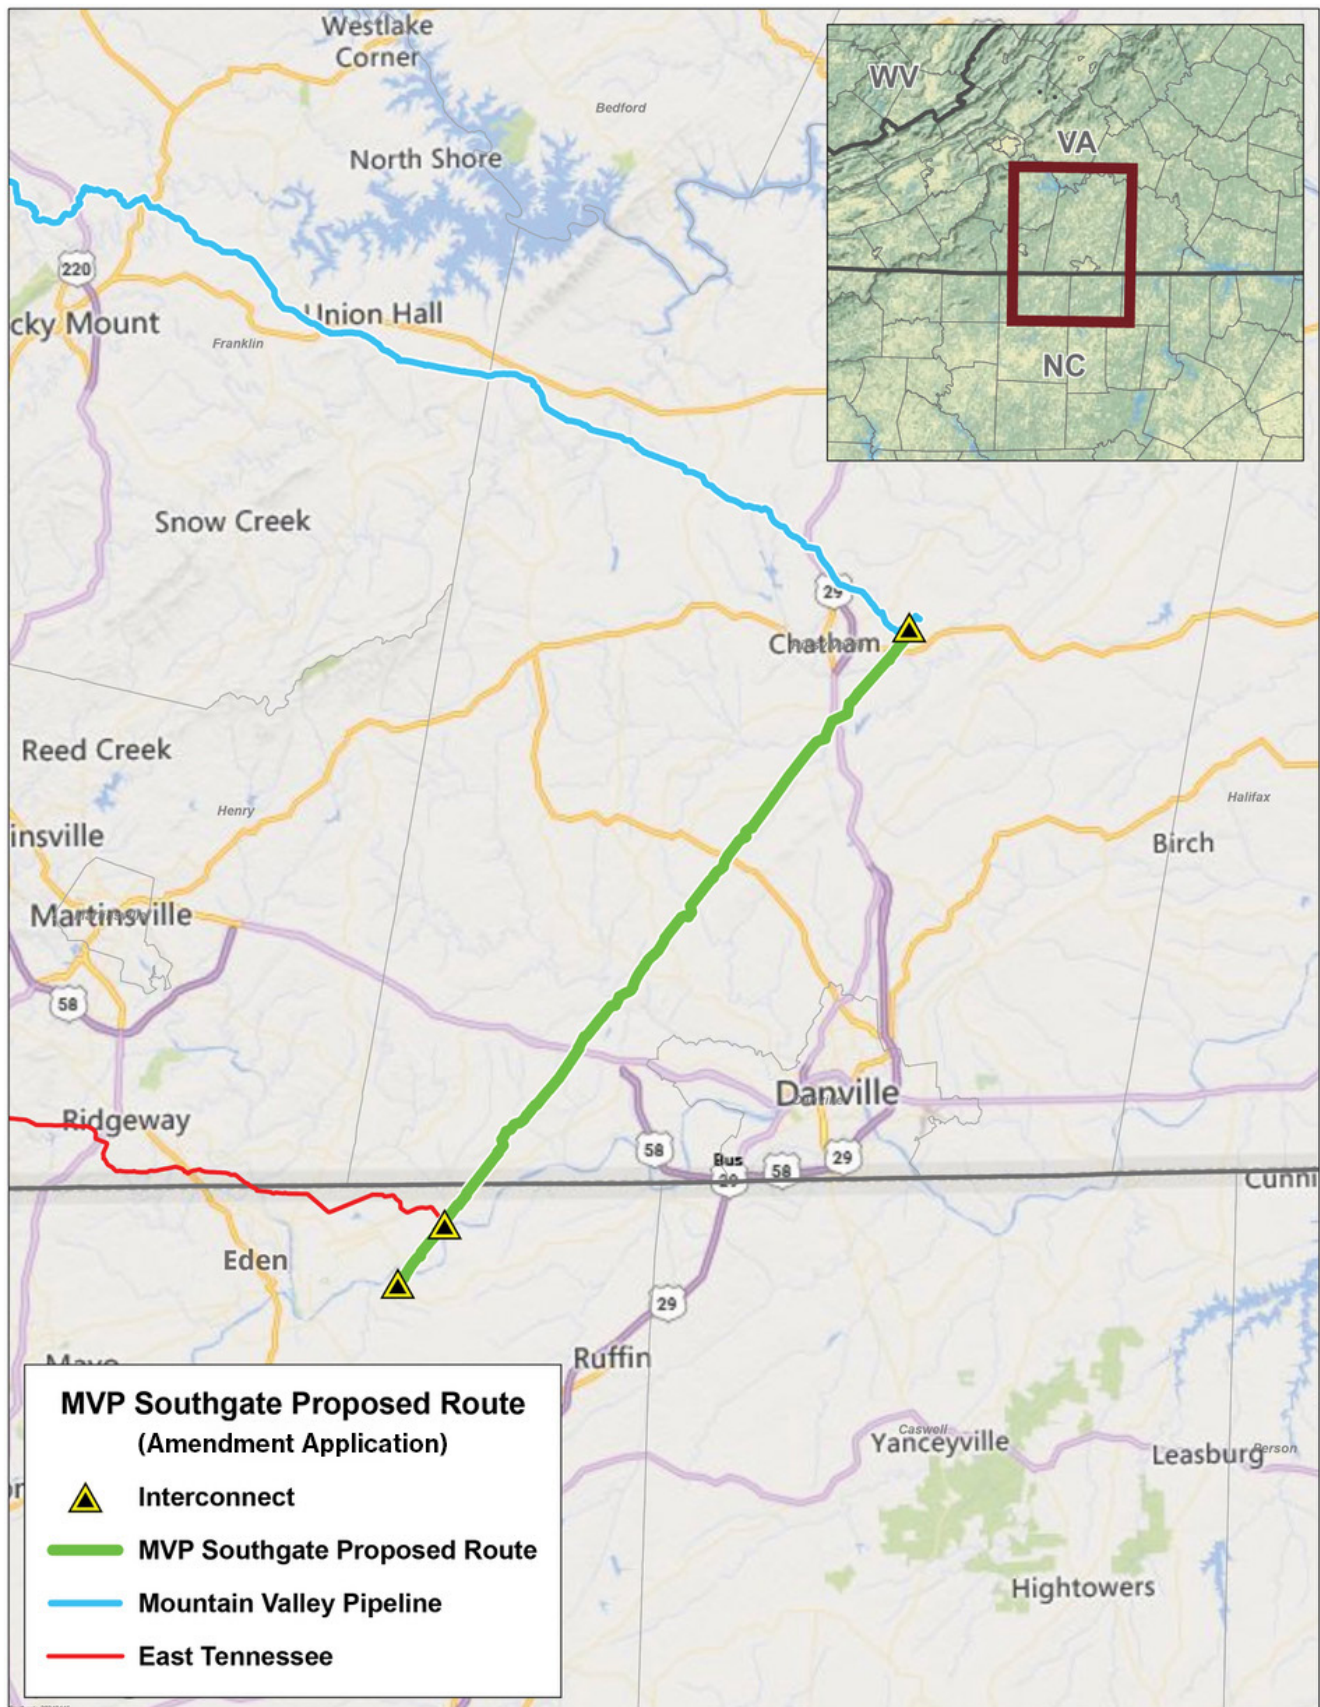 Westlake
Corner
Bedford
North Shore
WV
VA
NC
220
cky Mount
Union Hall
Franklin
Snow Creek
29
Chatham
Reed Creek
Henry
insville
Halifax
Birch
Martinsville
58
Danville
Ridgeway
58
Bus
29
58
29
Cunni
Eden
29
Ruffin
Caswell
Yanceyville
Leasburg
Person
Hightowers
MVP Southgate Proposed Route
(Amendment Application)
Interconnect
MVP Southgate Proposed Route
Mountain Valley Pipeline
East Tennessee